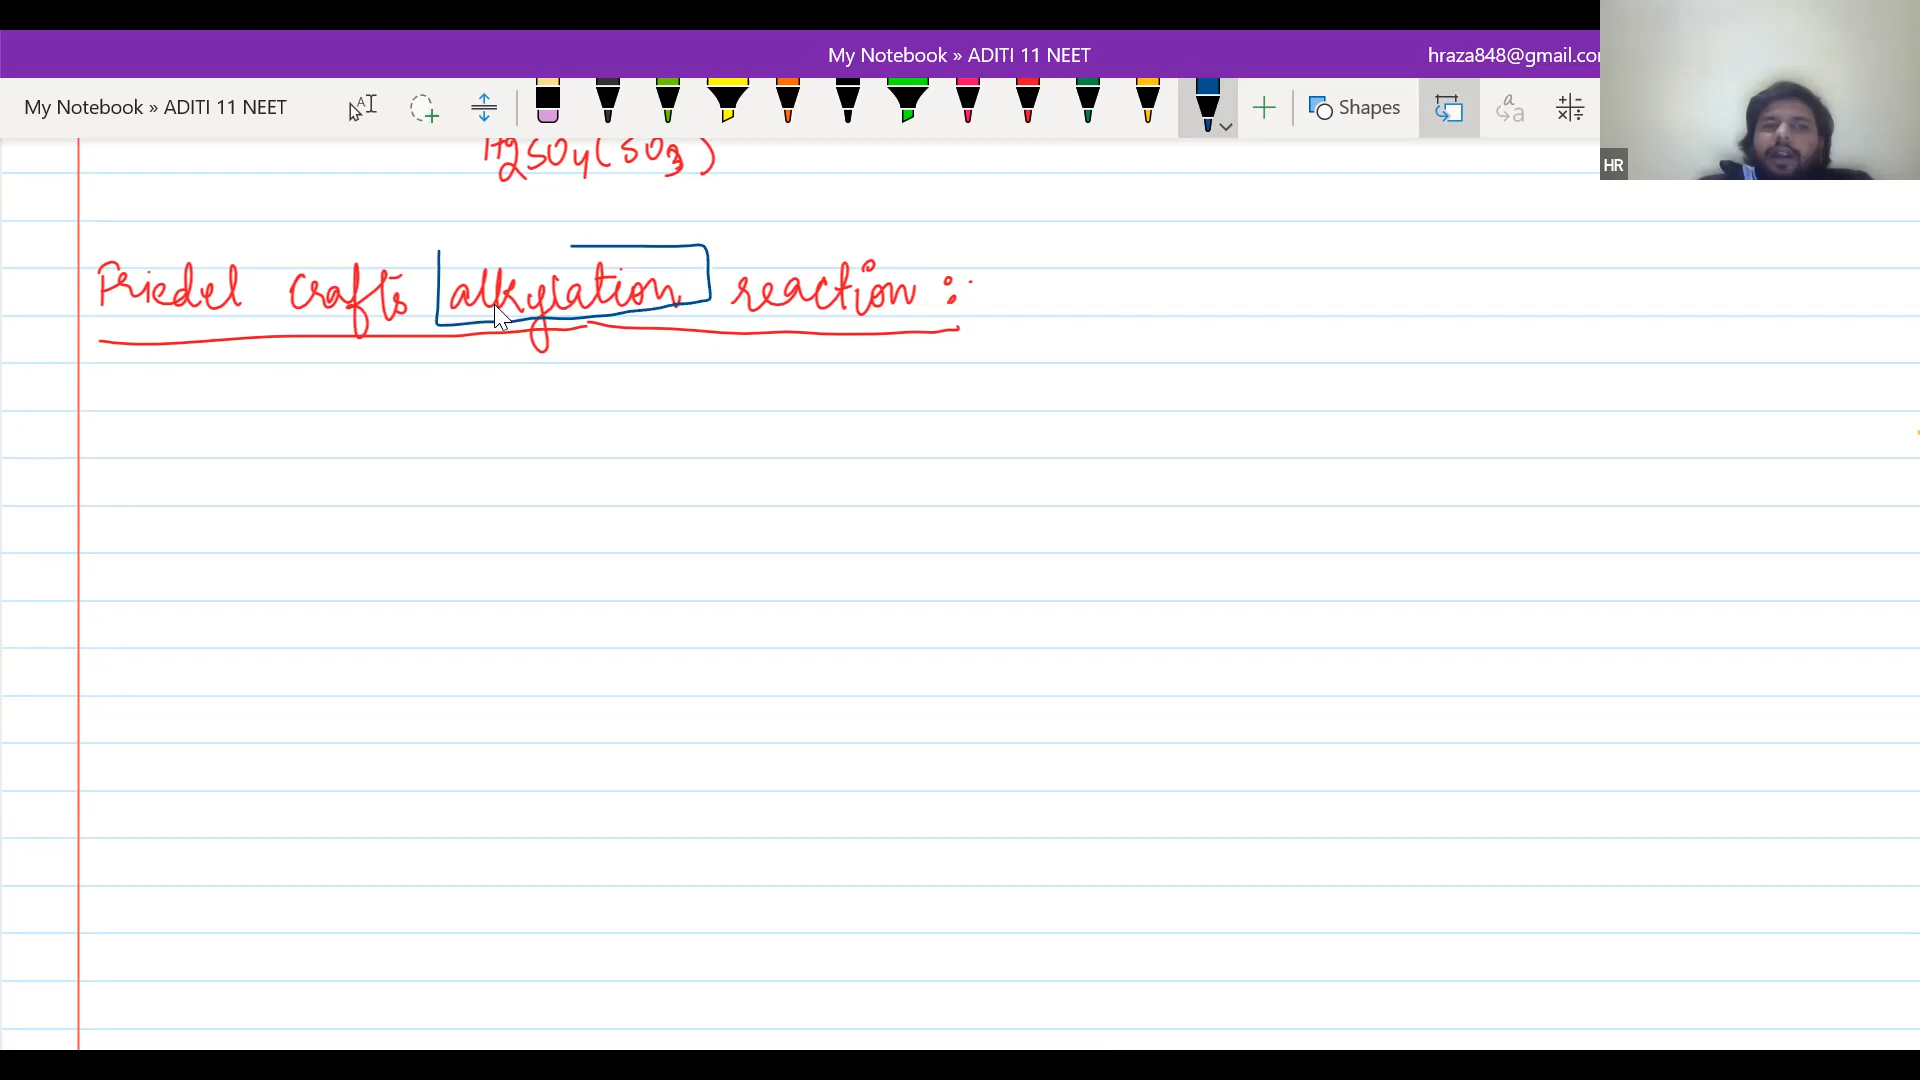 My Notebook » ADITI 11 NEET
hraza848@gmail.co
My Notebook » ADITI 11 NEET
Shapes
HR
H2SO4(SO3)
Friedel Crafts alkylation reaction :-